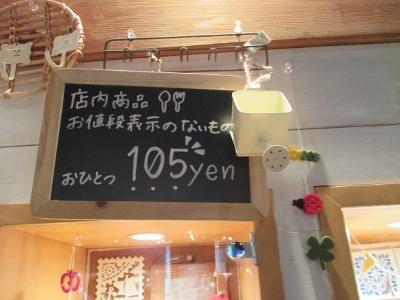 店内商品
お値段表示のないもの
おひとつ 105yen